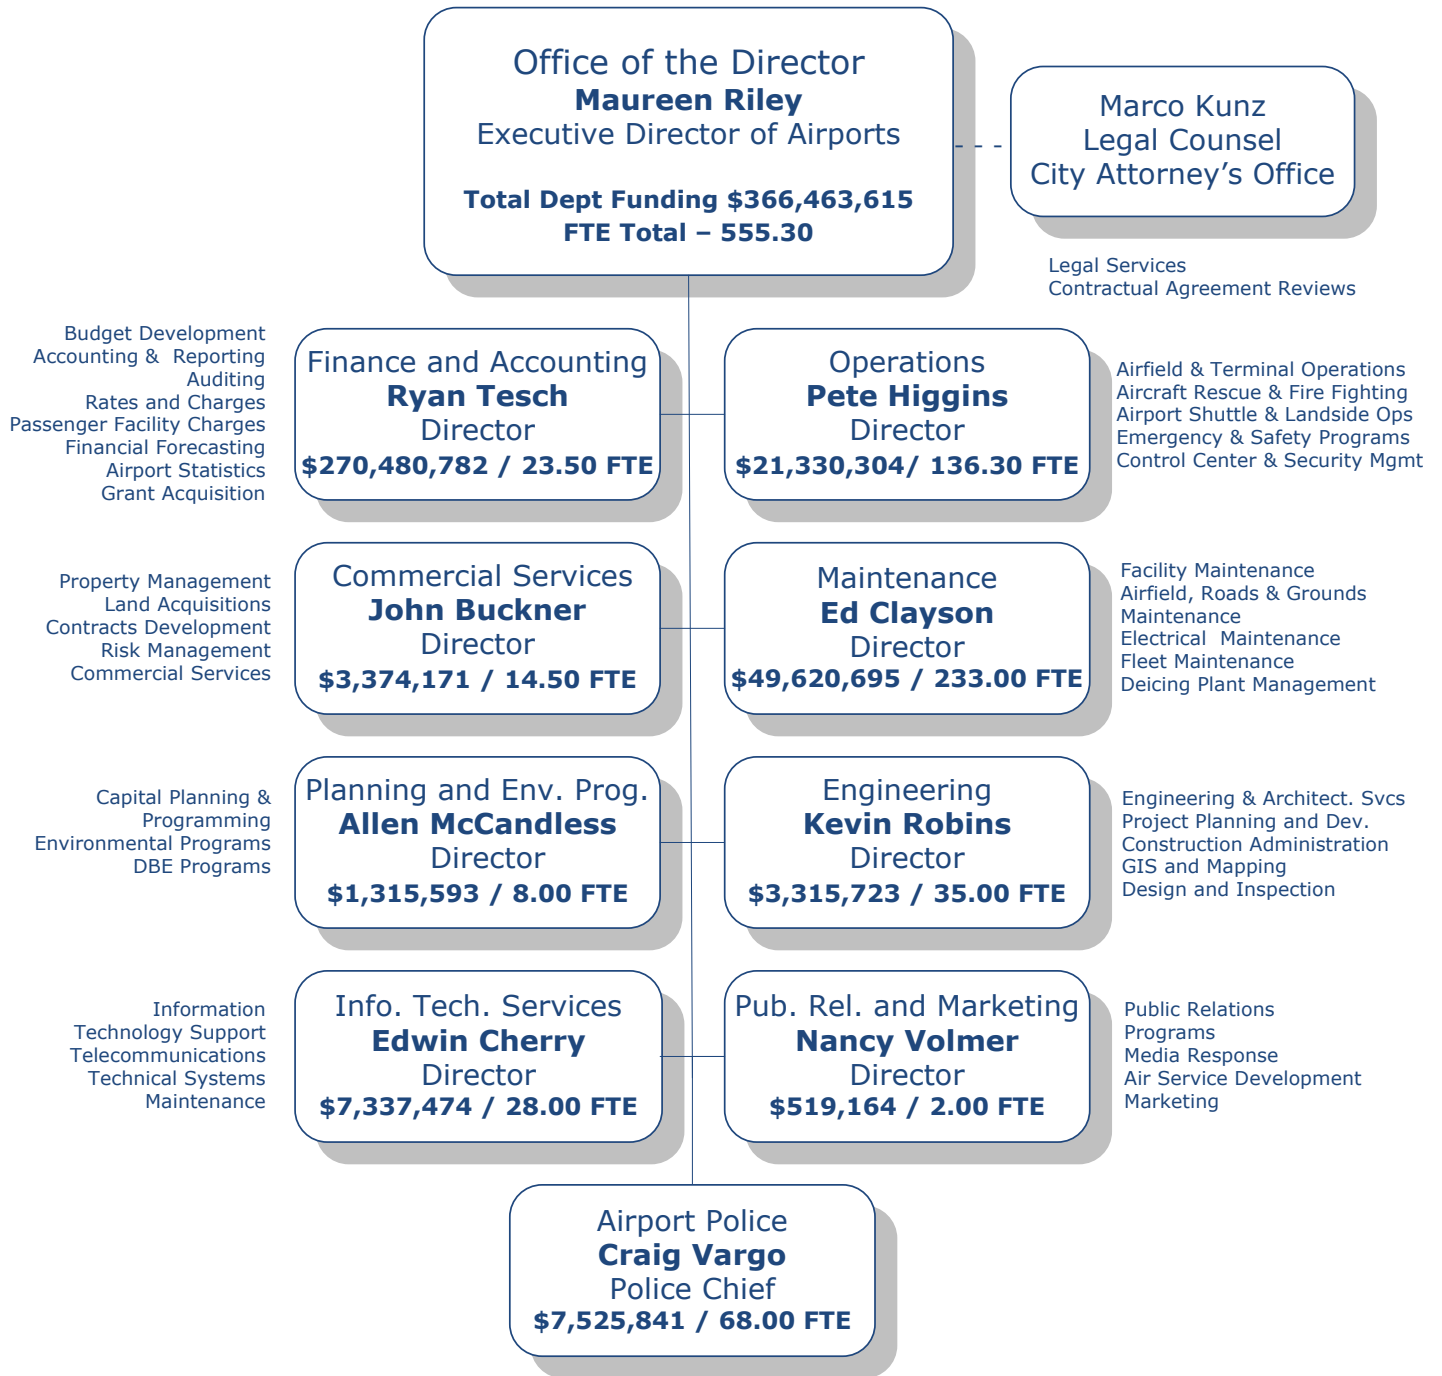 Office of the Director
Maureen Riley
Executive Director of Airports
Total Dept Funding $366,463,615
FTE Total – 555.30
Marco Kunz
Legal Counsel
City Attorney’s Office
Legal Services
Contractual Agreement Reviews
Budget Development
Accounting & Reporting
Auditing
Rates and Charges
Passenger Facility Charges
Financial Forecasting
Airport Statistics
Grant Acquisition
Finance and Accounting
Ryan Tesch
Director
$270,480,782 / 23.50 FTE
Operations
Pete Higgins
Director
$21,330,304/ 136.30 FTE
Airfield & Terminal Operations
Aircraft Rescue & Fire Fighting
Airport Shuttle & Landside Ops
Emergency & Safety Programs
Control Center & Security Mgmt
Property Management
Land Acquisitions
Contracts Development
Risk Management
Commercial Services
Commercial Services
John Buckner
Director
$3,374,171 / 14.50 FTE
Maintenance
Ed Clayson
Director
$49,620,695 / 233.00 FTE
Facility Maintenance
Airfield, Roads & Grounds
Maintenance
Electrical Maintenance
Fleet Maintenance
Deicing Plant Management
Capital Planning &
Programming
Environmental Programs
DBE Programs
Planning and Env. Prog.
Allen McCandless
Director
$1,315,593 / 8.00 FTE
Engineering
Kevin Robins
Director
$3,315,723 / 35.00 FTE
Engineering & Architect. Svcs
Project Planning and Dev.
Construction Administration
GIS and Mapping
Design and Inspection
Information
Technology Support
Telecommunications
Technical Systems
Maintenance
Info. Tech. Services
Edwin Cherry
Director
$7,337,474 / 28.00 FTE
Pub. Rel. and Marketing
Nancy Volmer
Director
$519,164 / 2.00 FTE
Public Relations
Programs
Media Response
Air Service Development
Marketing
Airport Police
Craig Vargo
Police Chief
$7,525,841 / 68.00 FTE